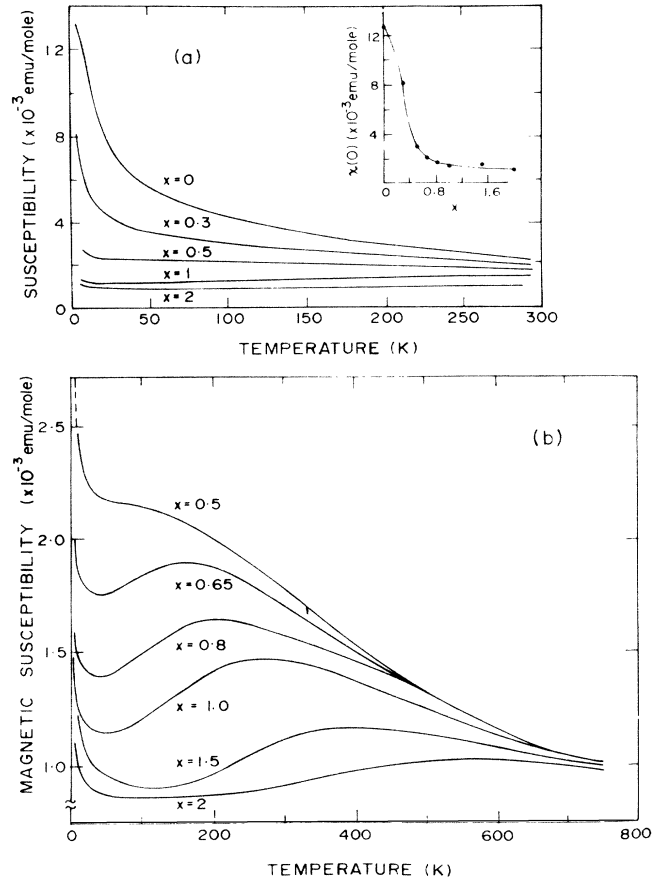 (a)
12
8
4
0
SUSCEPTIBILITY (×10⁻³ emu/mole)
x=0
x=0·3
x=0·5
x=1
x=2
0 50 100 150 200 250 300
TEMPERATURE (K)
χ(0) (×10⁻³ emu/mole)
12
8
4
0 0.8 1.6
x
(b)
2·5
2·0
1·5
1·0
MAGNETIC SUSCEPTIBILITY (×10⁻³ emu/mole)
x = 0·5
x = 0·65
x = 0·8
x = 1.0
x = 1.5
x = 2
0 200 400 600 800
TEMPERATURE (K)